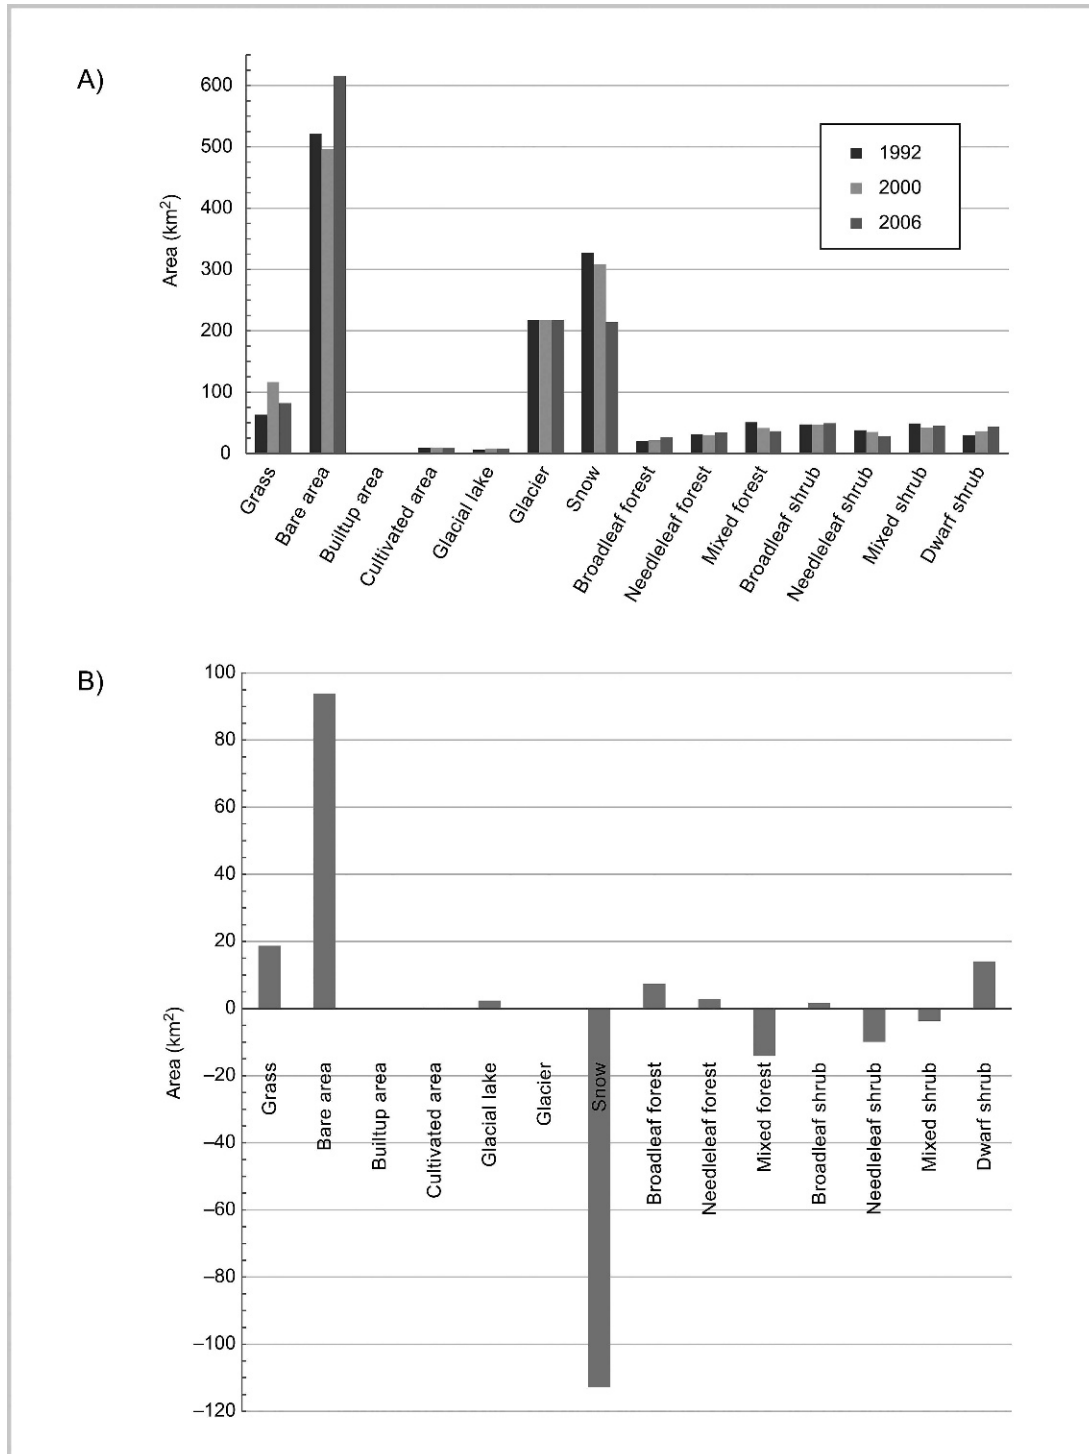 A)
Area (km²)
600
500
400
300
200
100
0
1992
2000
2006
Grass
Bare area
Builtup area
Cultivated area
Glacial lake
Glacier
Snow
Broadleaf forest
Needleleaf forest
Mixed forest
Broadleaf shrub
Needleleaf shrub
Mixed shrub
Dwarf shrub
B)
Area (km²)
100
80
60
40
20
0
–20
–40
–60
–80
–100
–120
Grass
Bare area
Builtup area
Cultivated area
Glacial lake
Glacier
Snow
Broadleaf forest
Needleleaf forest
Mixed forest
Broadleaf shrub
Needleleaf shrub
Mixed shrub
Dwarf shrub